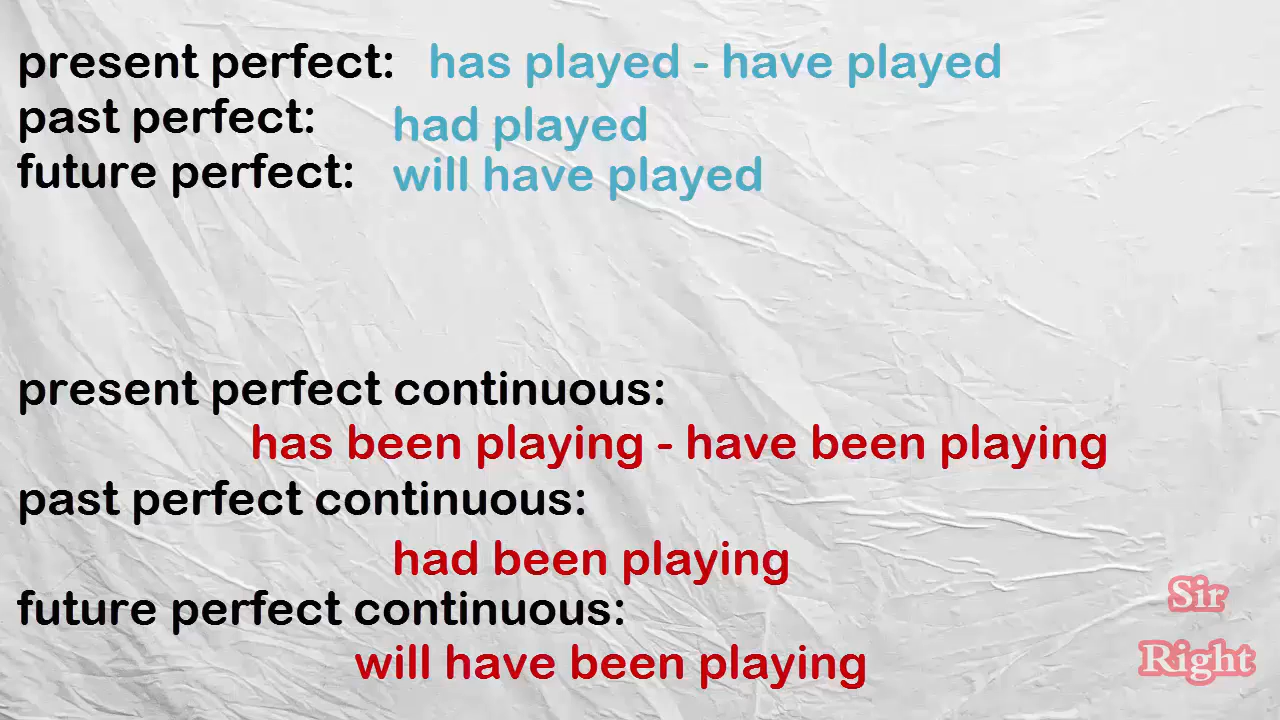 present perfect: has played - have played
past perfect: had played
future perfect: will have played
present perfect continuous:
has been playing - have been playing
past perfect continuous:
had been playing
future perfect continuous:
will have been playing
Sir
Right